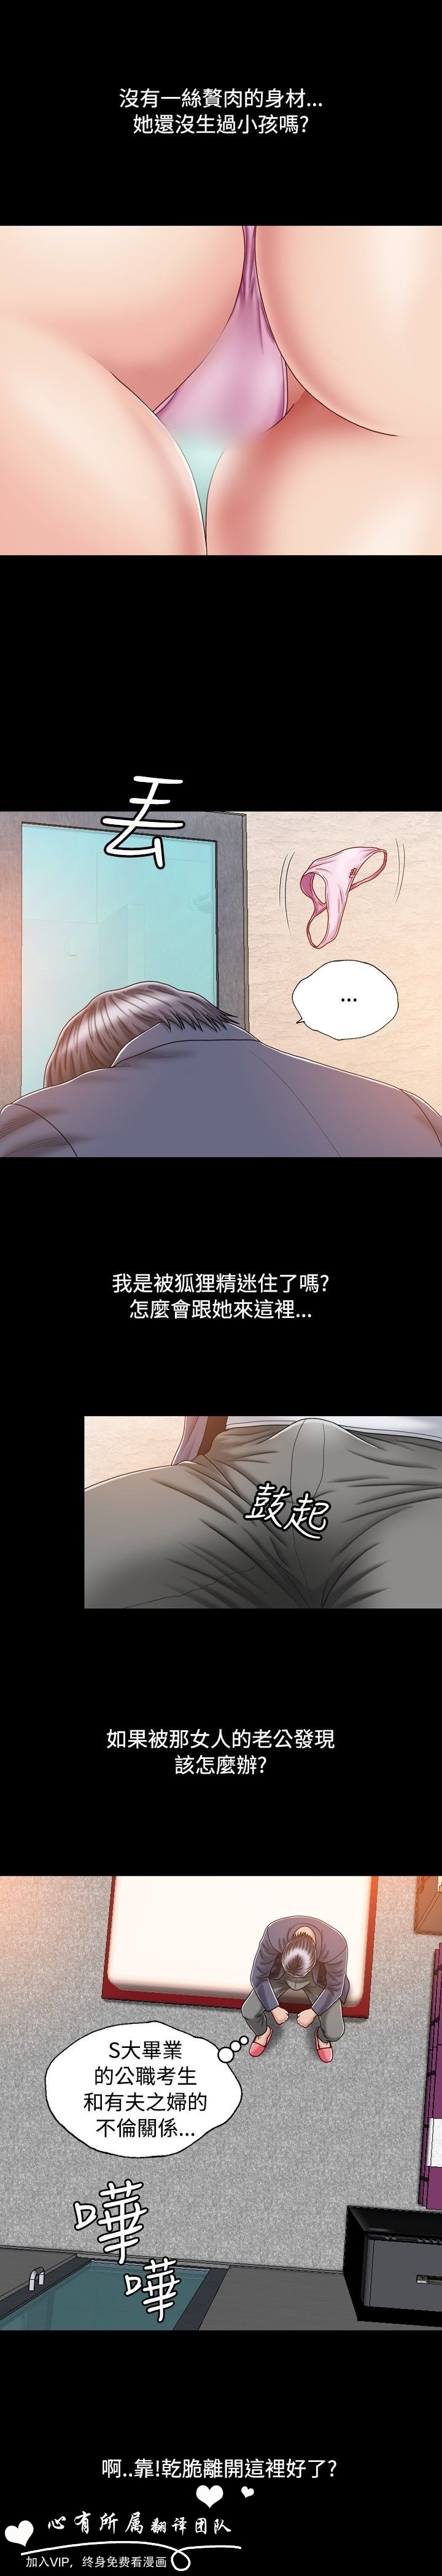 沒有一絲贅肉的身材...
她還沒生過小孩嗎?
丟
...
我是被狐狸精迷住了嗎?
怎麼會跟她來這裡...
鼓起
如果被那女人的老公發現
該怎麼辦?
S大畢業
的公職考生
和有夫之婦的
不倫關係...
嘩
嘩
啊..靠!乾脆離開這裡好了?
心有所属翻译团队
加入VIP，终身免费看漫画